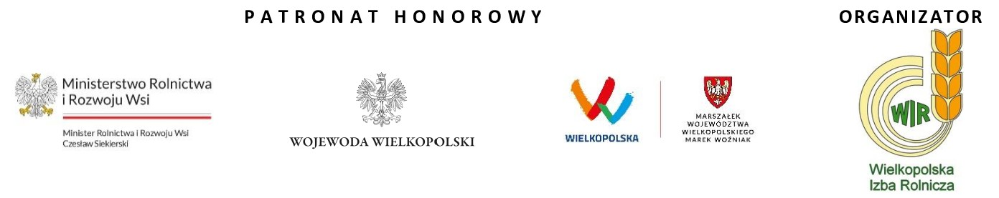 PATRONAT HONOROWY
ORGANIZATOR
Ministerstwo Rolnictwa
i Rozwoju Wsi
Minister Rolnictwa i Rozwoju Wsi
Czesław Siekierski
WOJEWODA WIELKOPOLSKI
WIELKOPOLSKA
MARSZAŁEK
WOJEWÓDZTWA
WIELKOPOLSKIEGO
MAREK WOŹNIAK
WIR
Wielkopolska
Izba Rolnicza